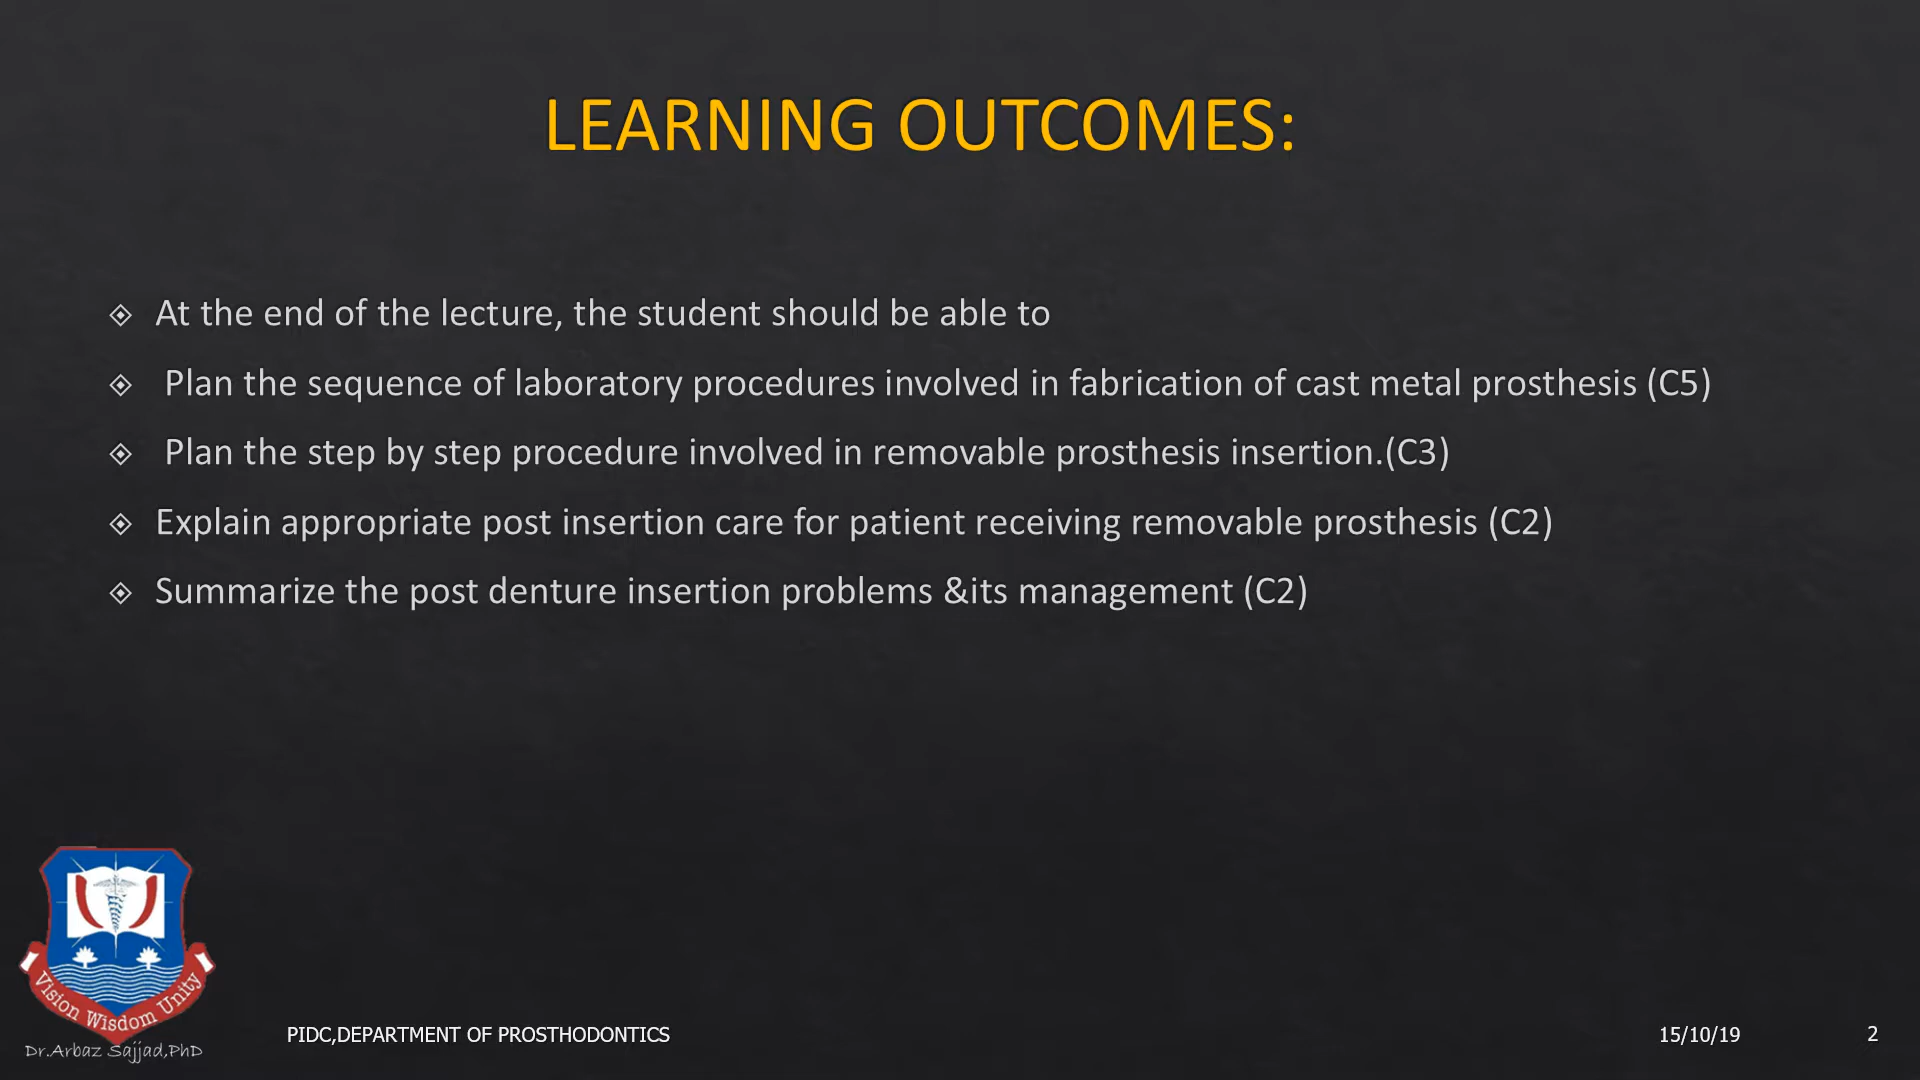 LEARNING OUTCOMES:
At the end of the lecture, the student should be able to
Plan the sequence of laboratory procedures involved in fabrication of cast metal prosthesis (C5)
Plan the step by step procedure involved in removable prosthesis insertion.(C3)
Explain appropriate post insertion care for patient receiving removable prosthesis (C2)
Summarize the post denture insertion problems &its management (C2)
Vision Wisdom Unity
Dr.Arbaz Sajjad,PhD
PIDC,DEPARTMENT OF PROSTHODONTICS
15/10/19
2